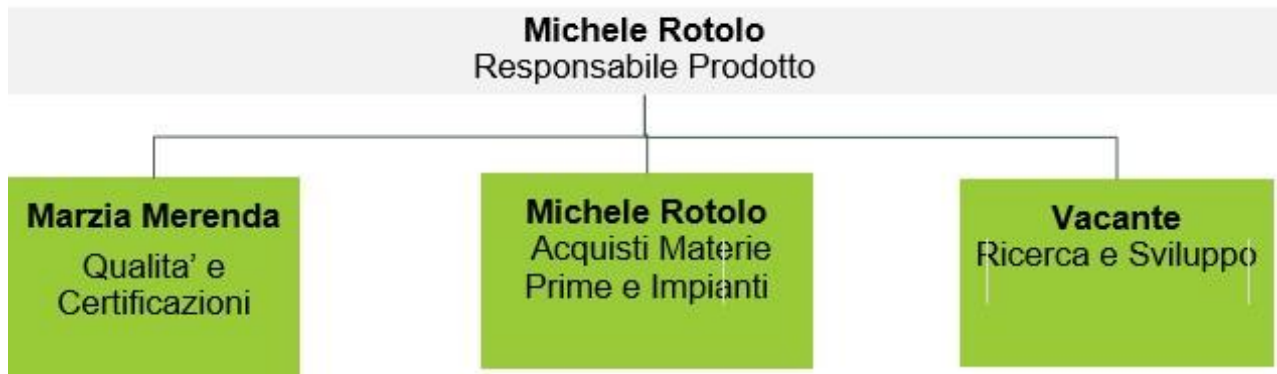 Michele Rotolo
Responsabile Prodotto
Marzia Merenda
Qualita' e
Certificazioni
Michele Rotolo
Acquisti Materie
Prime e Impianti
Vacante
Ricerca e Sviluppo